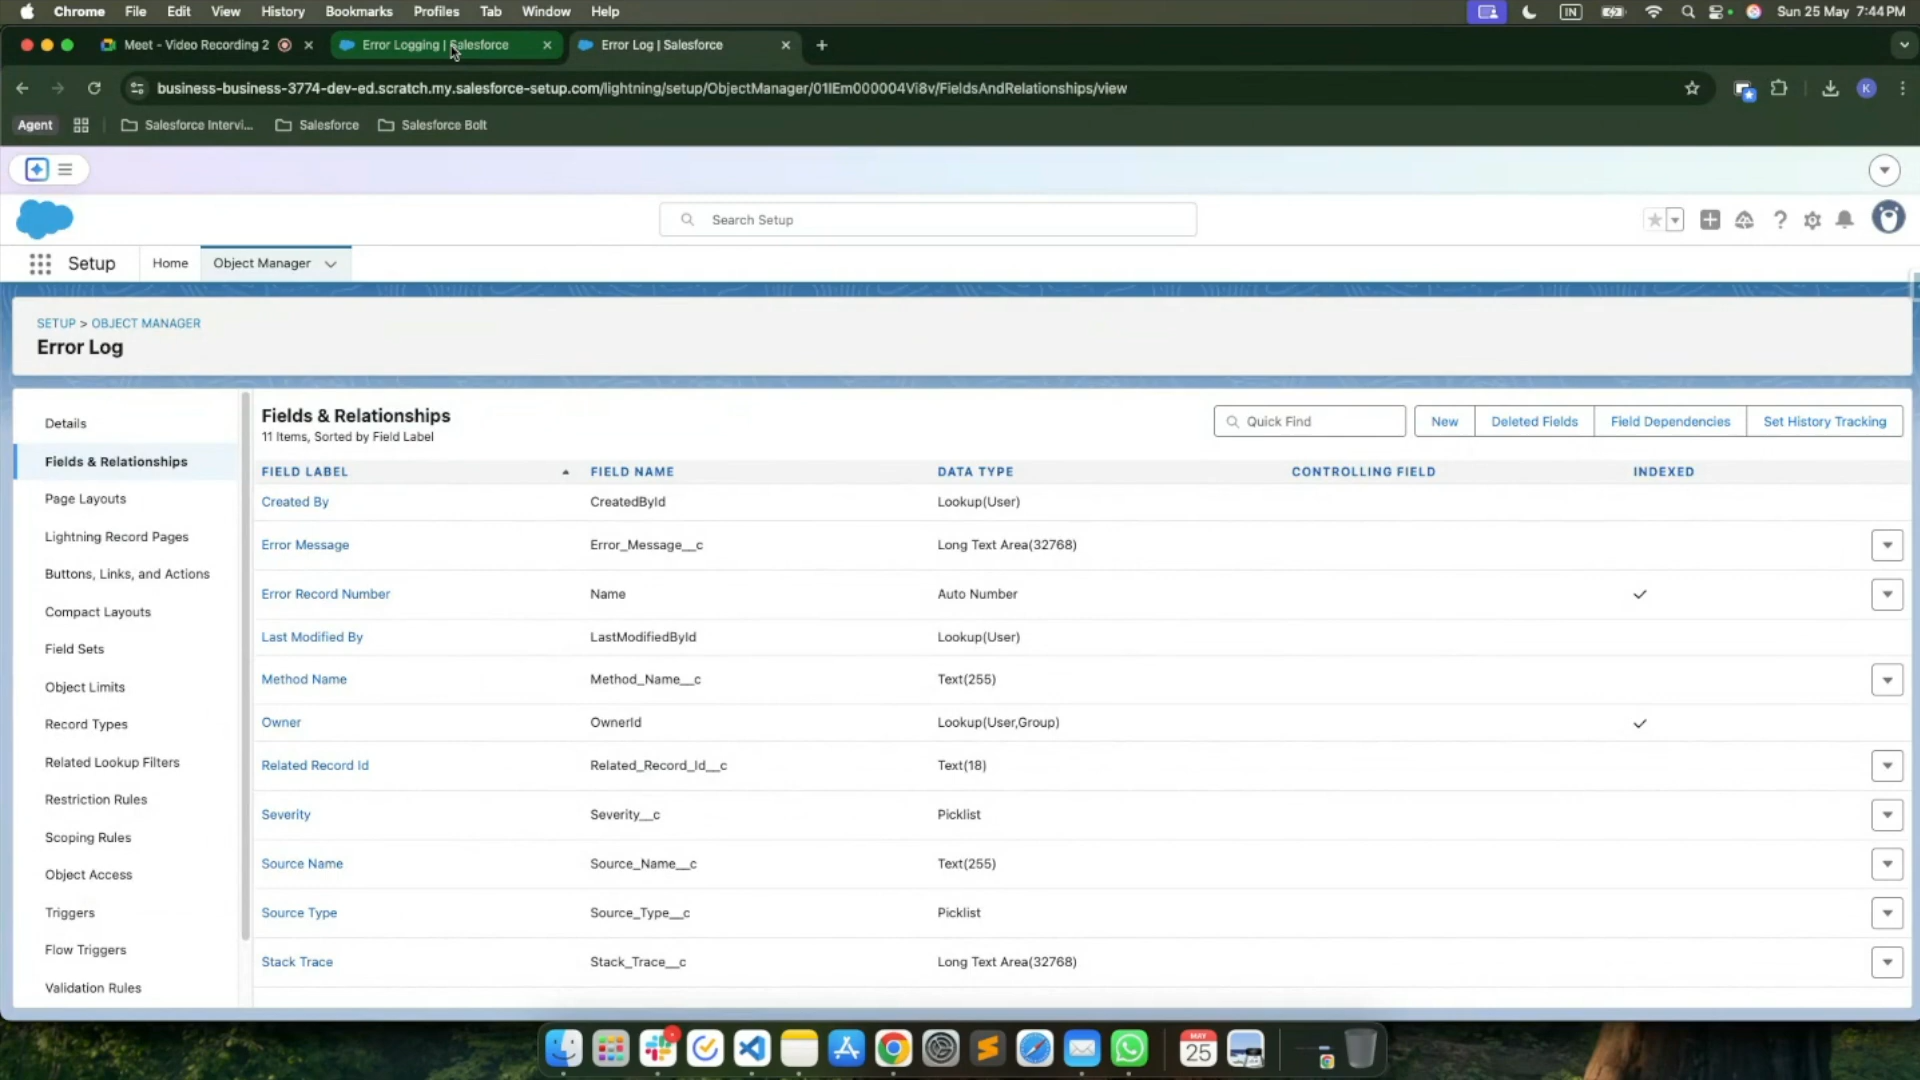 Chrome File Edit View History Bookmarks Profiles Tab Window Help IN Sun 25 May 7:44 PM
Meet - Video Recording 2 Error Logging | Salesforce Error Log | Salesforce
business-business-3774-dev-ed.scratch.my.salesforce-setup.com/lightning/setup/ObjectManager/01IEm000004Vi8v/FieldsAndRelationships/view K
Agent Salesforce Intervi... Salesforce Salesforce Bolt
Search Setup
Setup Home Object Manager
SETUP > OBJECT MANAGER
Error Log
Details
Fields & Relationships
Page Layouts
Lightning Record Pages
Buttons, Links, and Actions
Compact Layouts
Field Sets
Object Limits
Record Types
Related Lookup Filters
Restriction Rules
Scoping Rules
Object Access
Triggers
Flow Triggers
Validation Rules
Fields & Relationships
11 Items, Sorted by Field Label
Quick Find New Deleted Fields Field Dependencies Set History Tracking
FIELD LABEL FIELD NAME DATA TYPE CONTROLLING FIELD INDEXED
Created By CreatedById Lookup(User)
Error Message Error_Message__c Long Text Area(32768)
Error Record Number Name Auto Number
Last Modified By LastModifiedById Lookup(User)
Method Name Method_Name__c Text(255)
Owner OwnerId Lookup(User,Group)
Related Record Id Related_Record_Id__c Text(18)
Severity Severity__c Picklist
Source Name Source_Name__c Text(255)
Source Type Source_Type__c Picklist
Stack Trace Stack_Trace__c Long Text Area(32768)
MAY
25